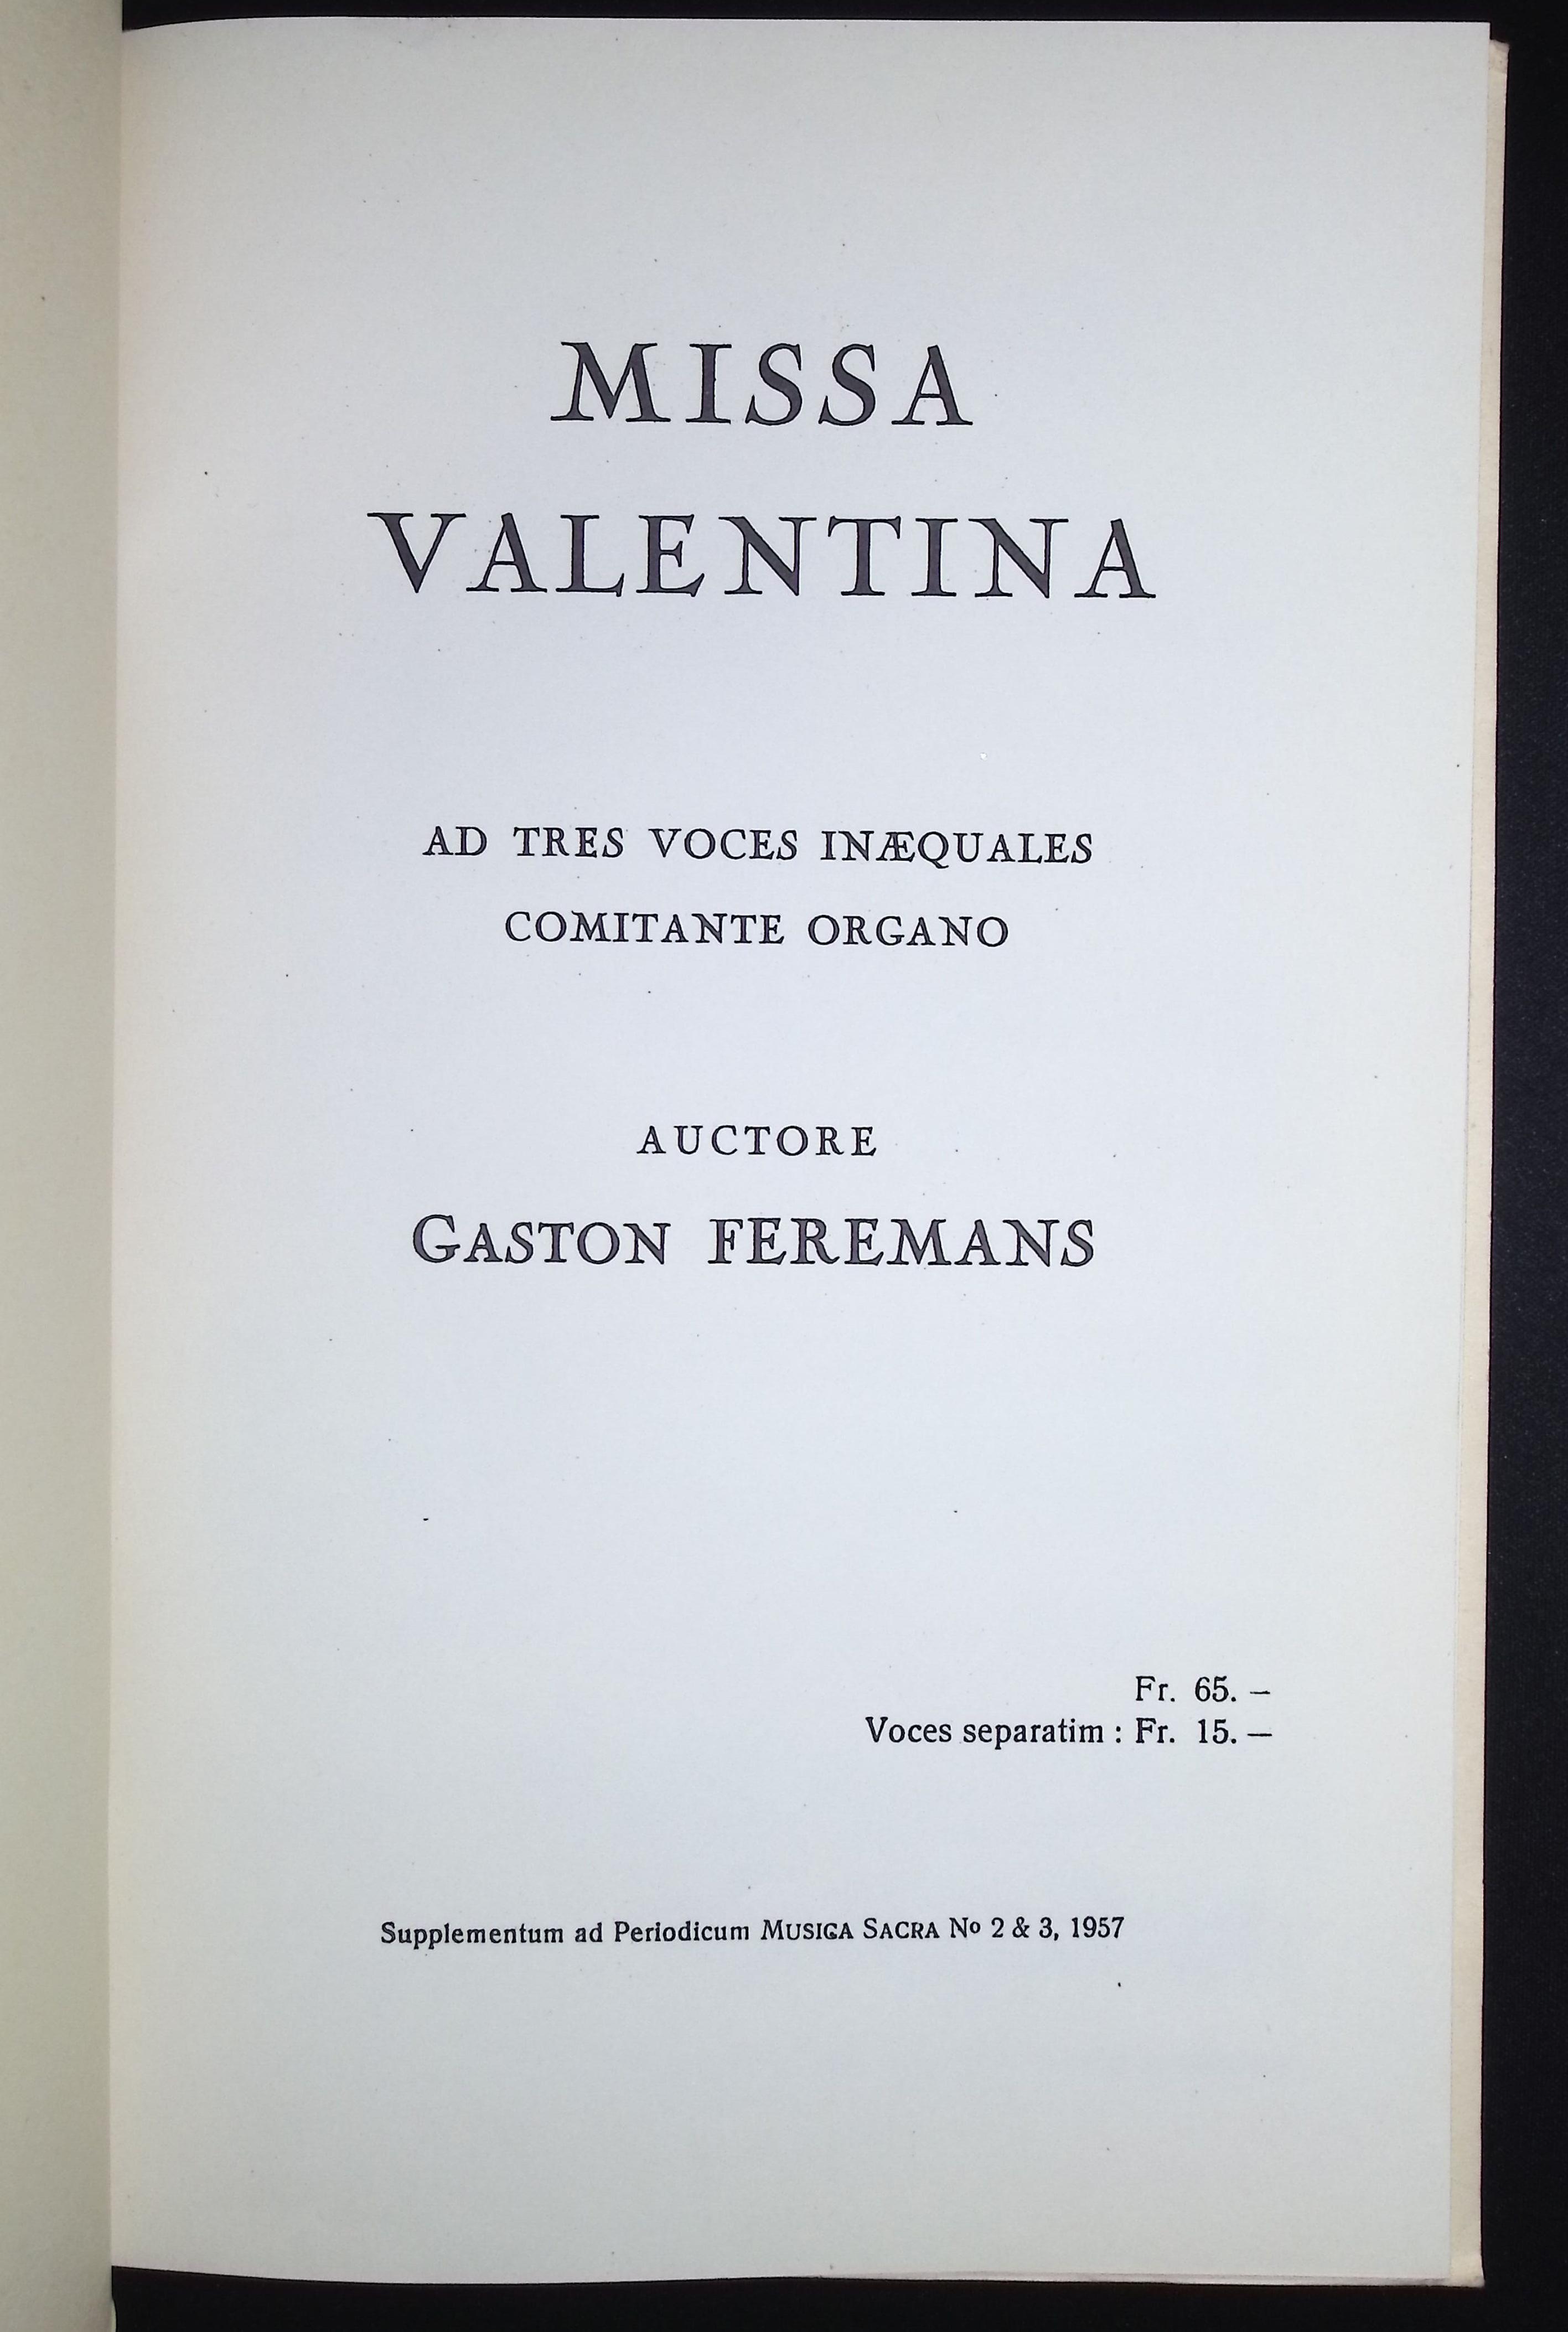 MISSA
VALENTINA
AD TRES VOCES INÆQUALES
COMITANTE ORGANO
AUCTORE
GASTON FEREMANS
Fr. 65. –
Voces separatim : Fr. 15. –
Supplementum ad Periodicum MUSICA SACRA No 2 & 3, 1957